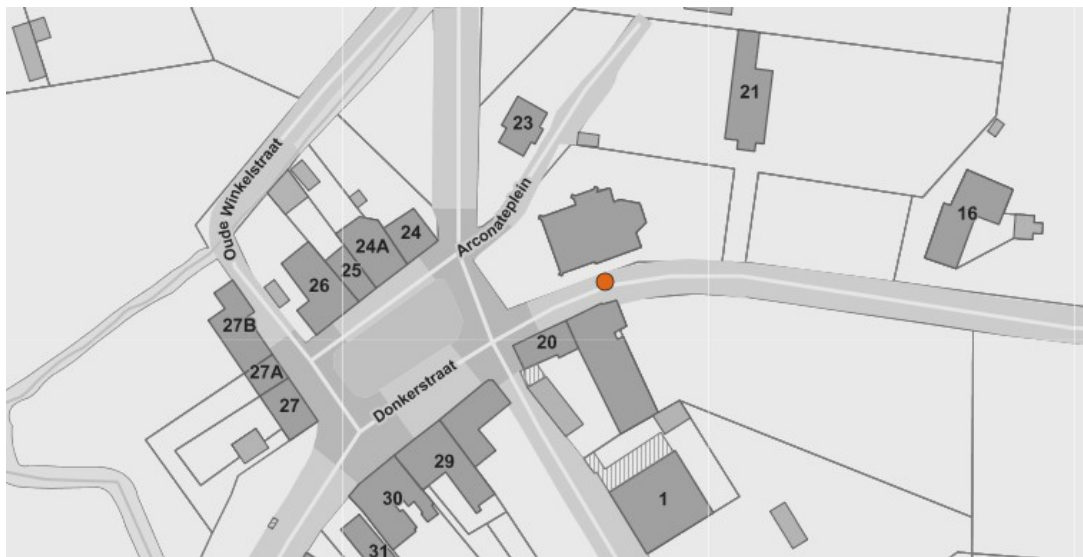 21
23
Oude Winkelstraat
Arconateplein
16
24
24A
25
26
27B
20
27A
Donkerstraat
27
29
30
1
31